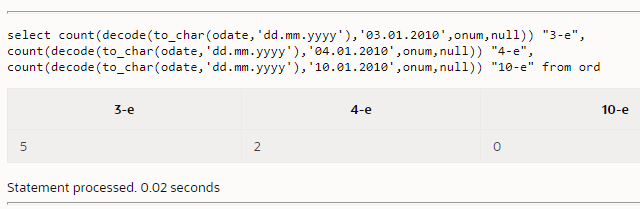 select count(decode(to_char(odate,'dd.mm.yyyy'),'03.01.2010',onum,null)) "3-e",
count(decode(to_char(odate,'dd.mm.yyyy'),'04.01.2010',onum,null)) "4-e",
count(decode(to_char(odate,'dd.mm.yyyy'),'10.01.2010',onum,null)) "10-e" from ord
3-e 4-e 10-e
5 2 0
Statement processed. 0.02 seconds